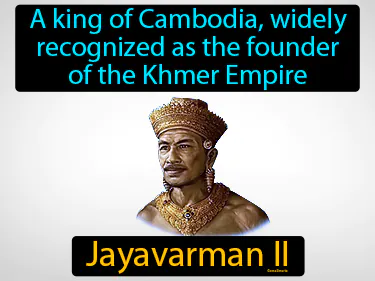 A king of Cambodia, widely
recognized as the founder
of the Khmer Empire
Jayavarman II